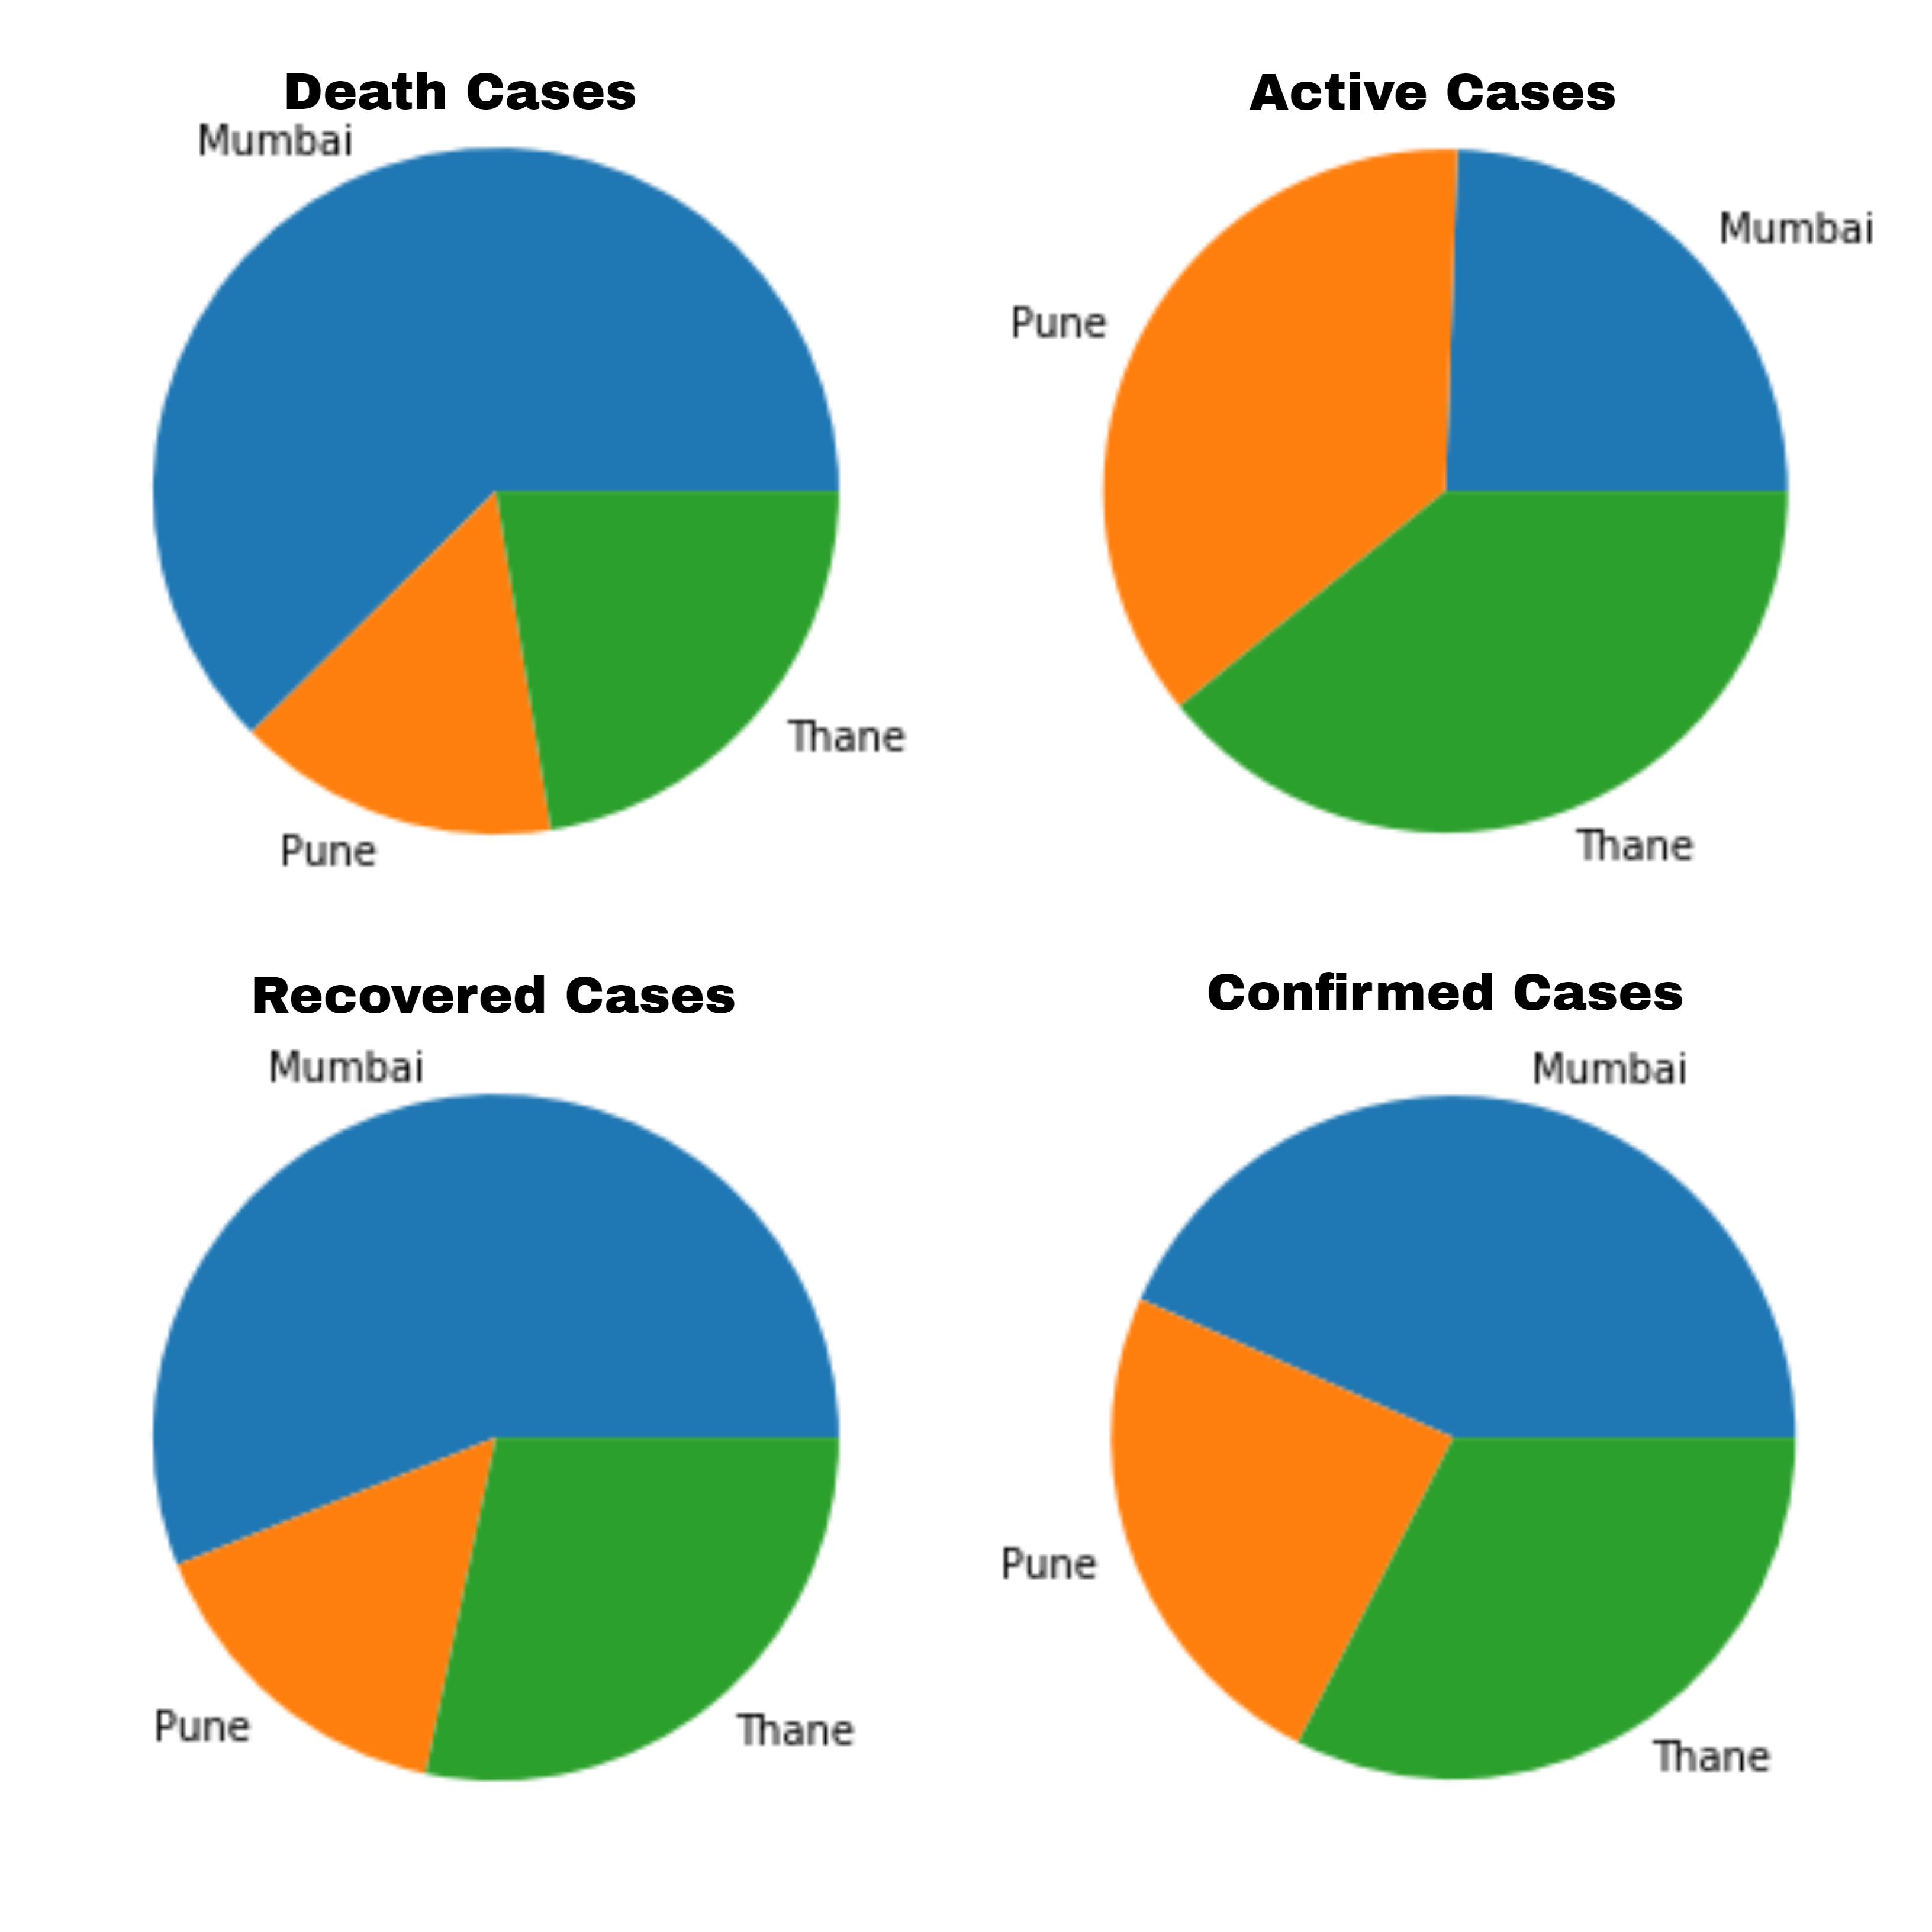 Death Cases
Mumbai
Pune
Thane
Active Cases
Mumbai
Pune
Thane
Recovered Cases
Mumbai
Pune
Thane
Confirmed Cases
Mumbai
Pune
Thane